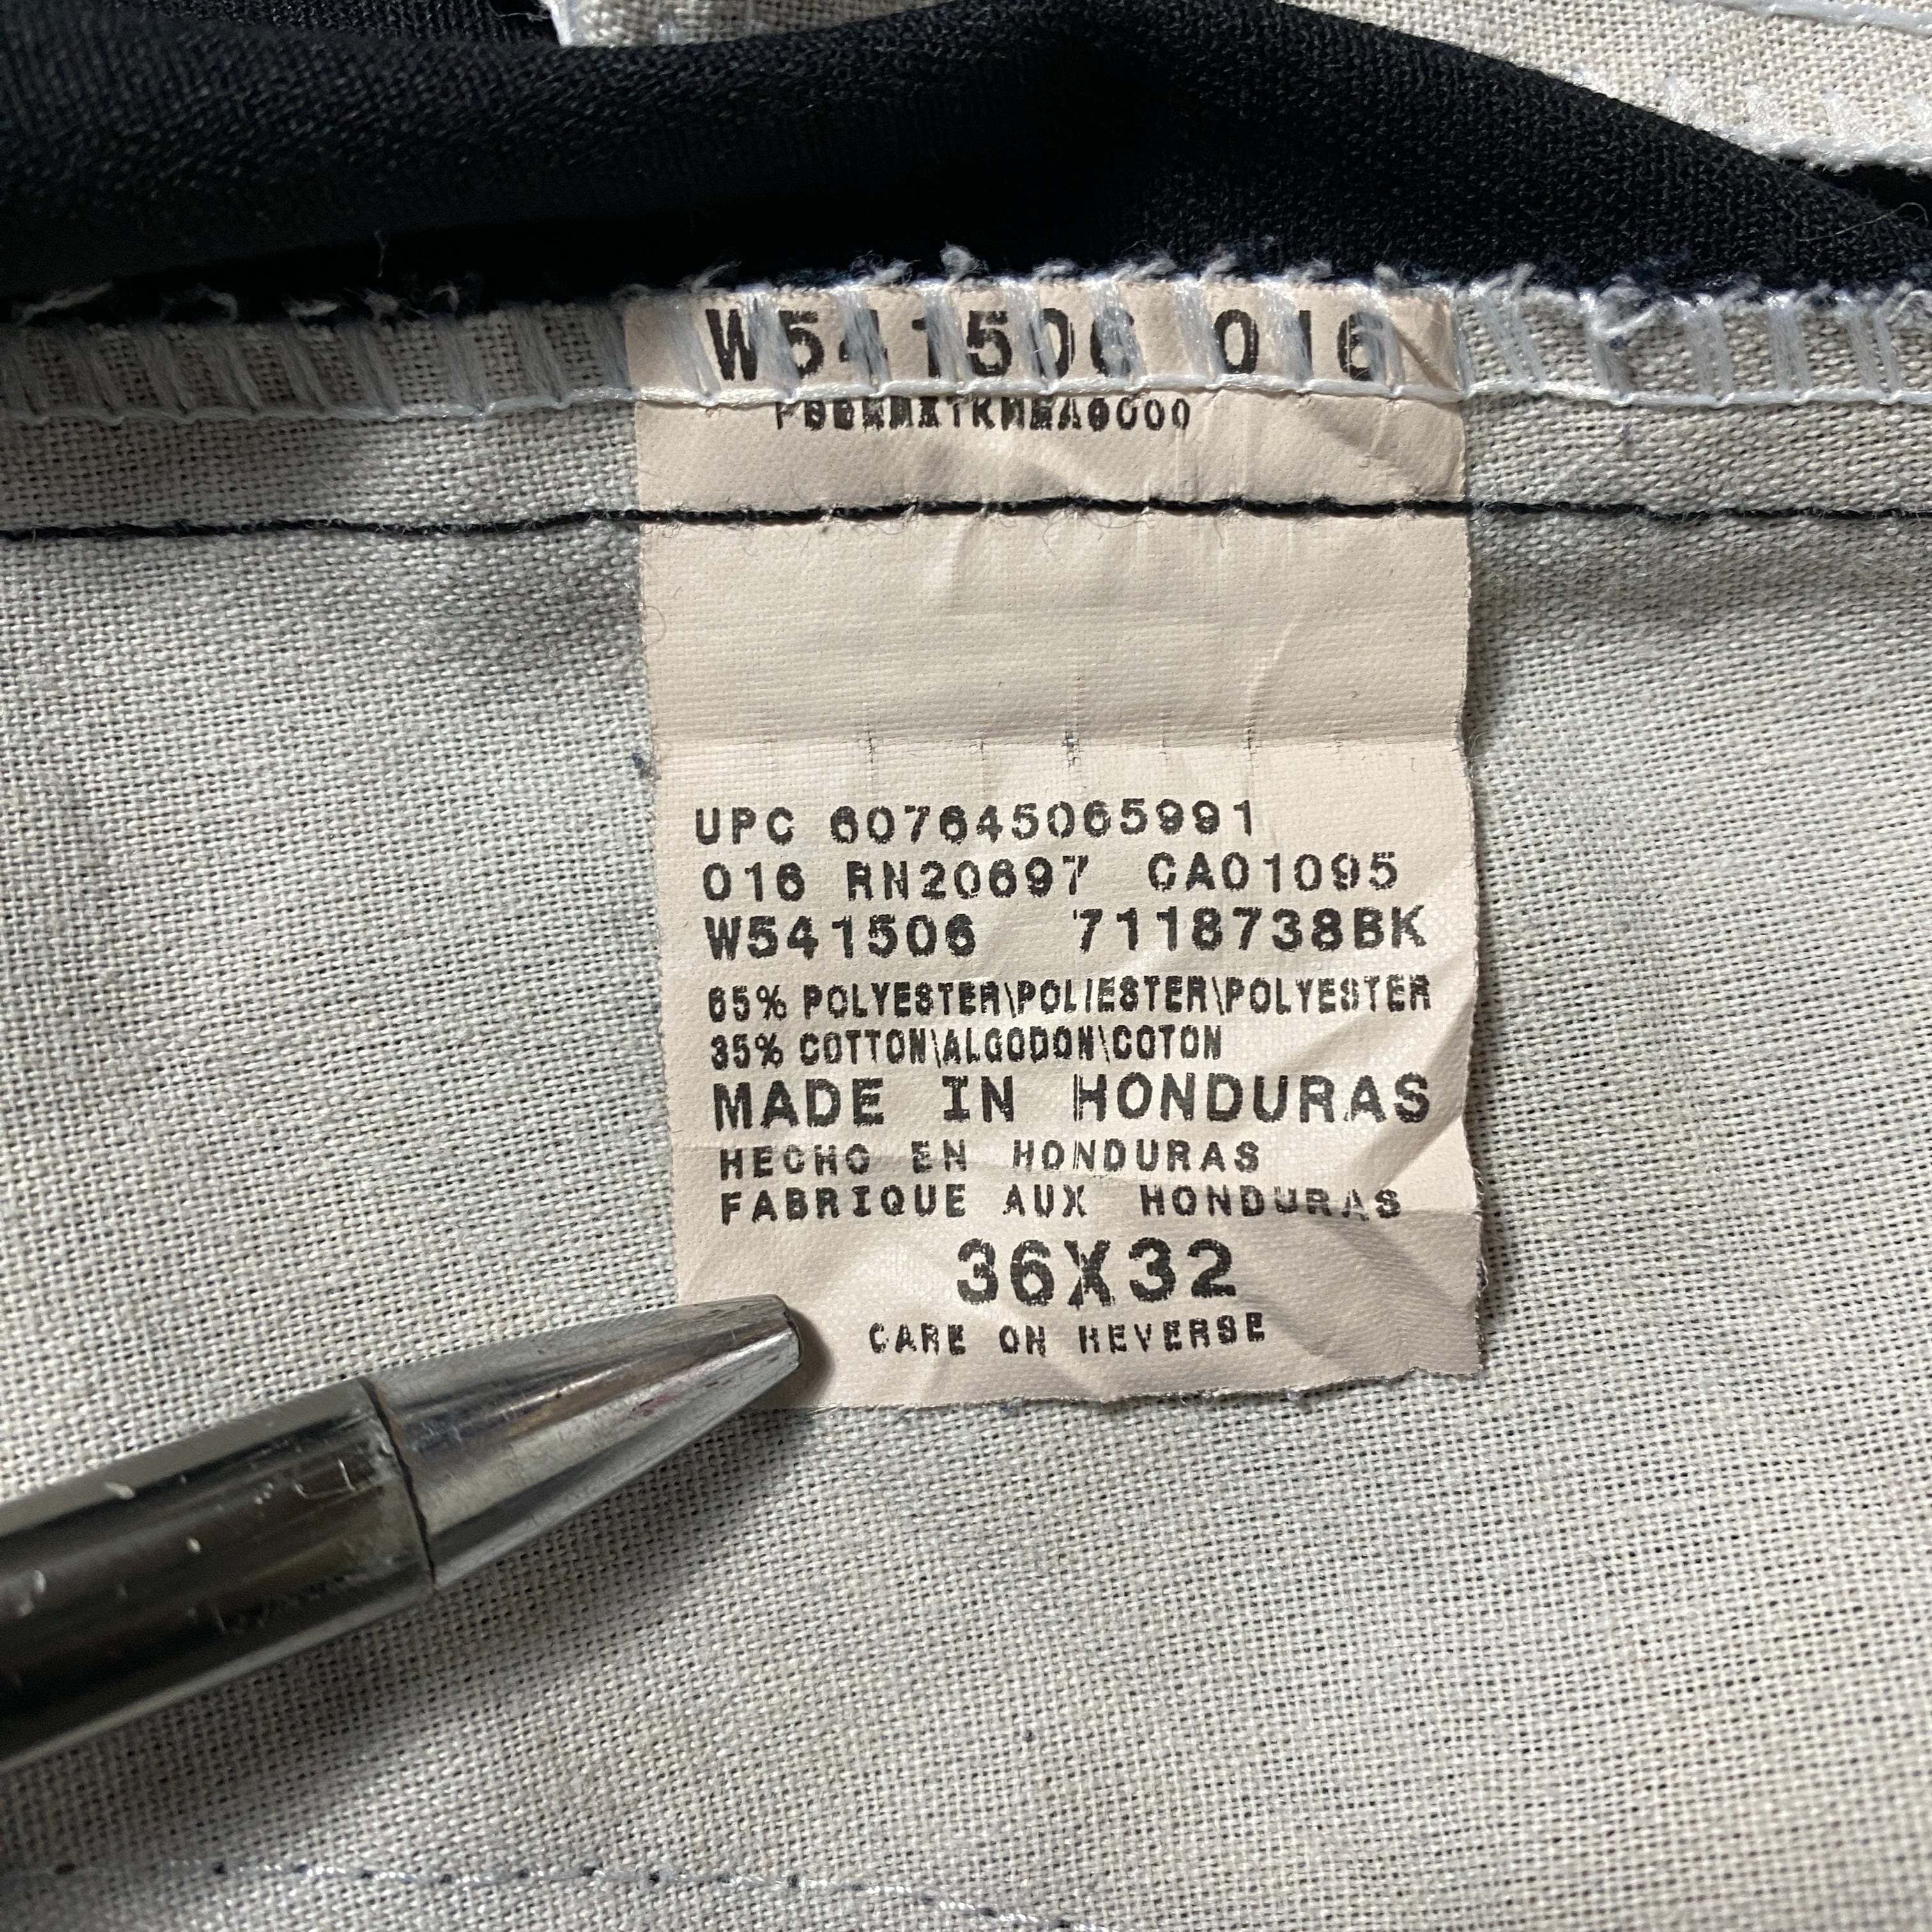 W541506 016
UPC 607645065991
016 RN20697 CA01095
W541506 7118738BK
65% POLYESTER\POLIESTER\POLYESTER
35% COTTON\ALGODON\COTON
MADE IN HONDURAS
HECHO EN HONDURAS
FABRIQUE AUX HONDURAS
36X32
CARE ON REVERSE